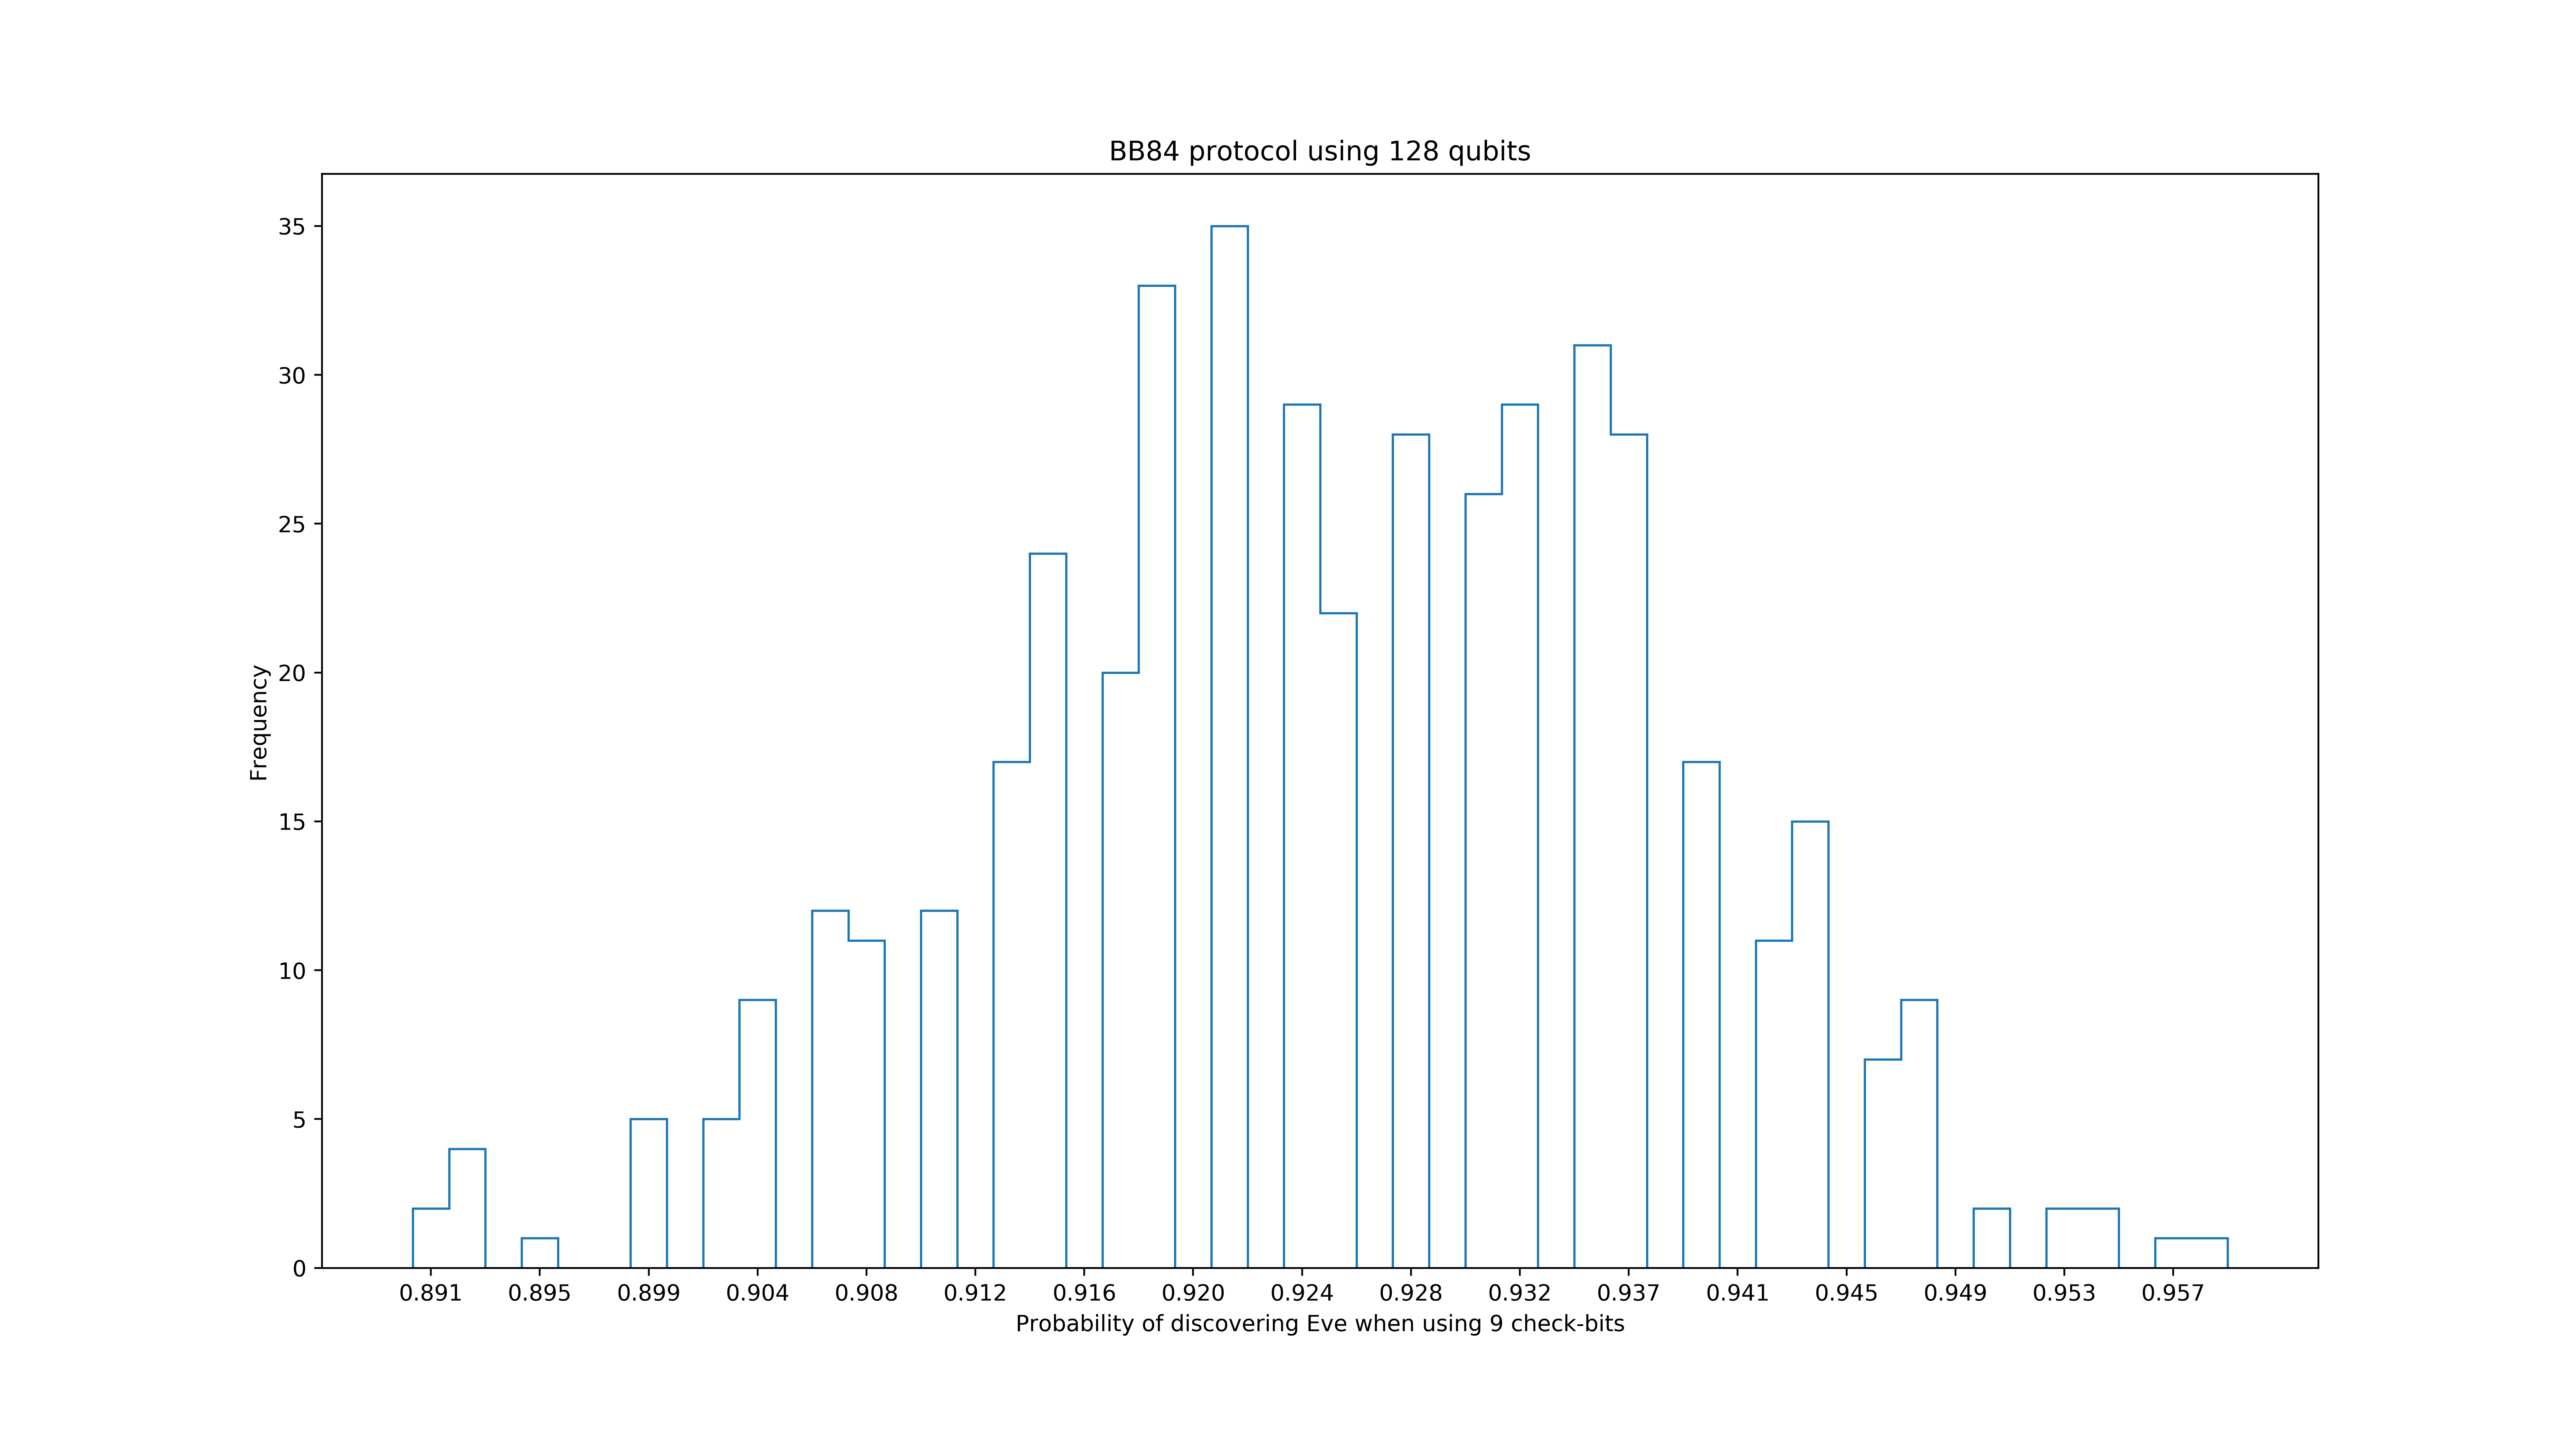 BB84 protocol using 128 qubits
35
30
25
20
15
10
5
0
Frequency
0.891 0.895 0.899 0.904 0.908 0.912 0.916 0.920 0.924 0.928 0.932 0.937 0.941 0.945 0.949 0.953 0.957
Probability of discovering Eve when using 9 check-bits